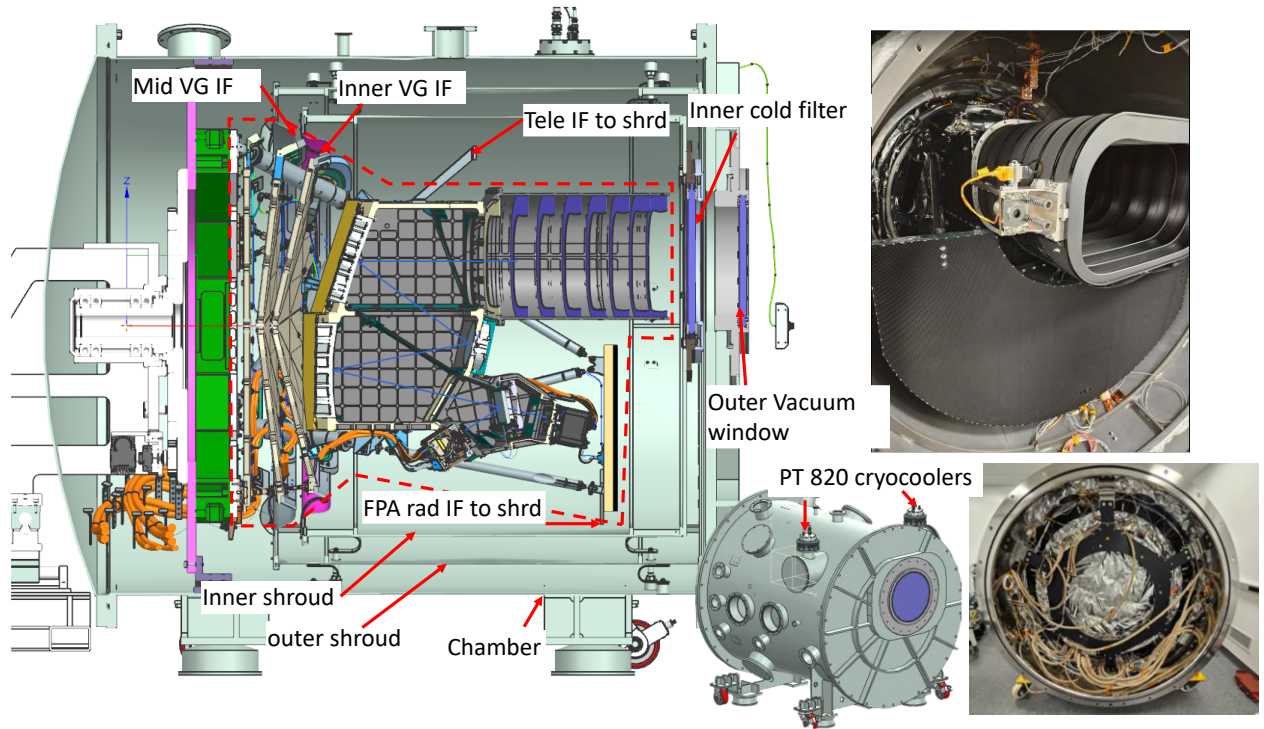 Mid VG IF
Inner VG IF
Tele IF to shrd
Inner cold filter
Z
Outer Vacuum
window
PT 820 cryocoolers
FPA rad IF to shrd
Inner shroud
outer shroud
Chamber